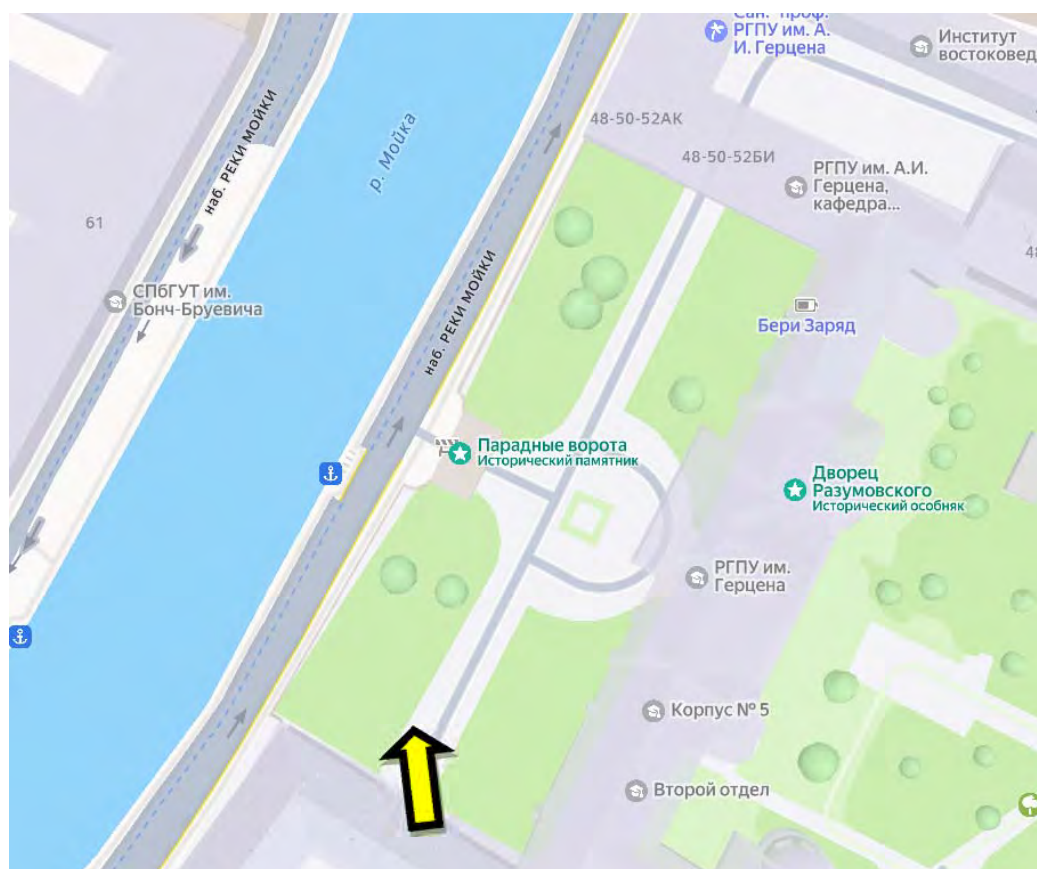 Сан.-проф.
РГПУ им. А.
И. Герцена
Институт
востоковед
48-50-52АК
48-50-52БИ
РГПУ им. А.И.
Герцена,
кафедра...
48
наб. РЕКИ МОЙКИ
р. Мойка
61
СПбГУТ им.
Бонч-Бруевича
наб. РЕКИ МОЙКИ
Бери Заряд
Парадные ворота
Исторический памятник
Дворец
Разумовского
Исторический особняк
РГПУ им.
Герцена
Корпус № 5
Второй отдел